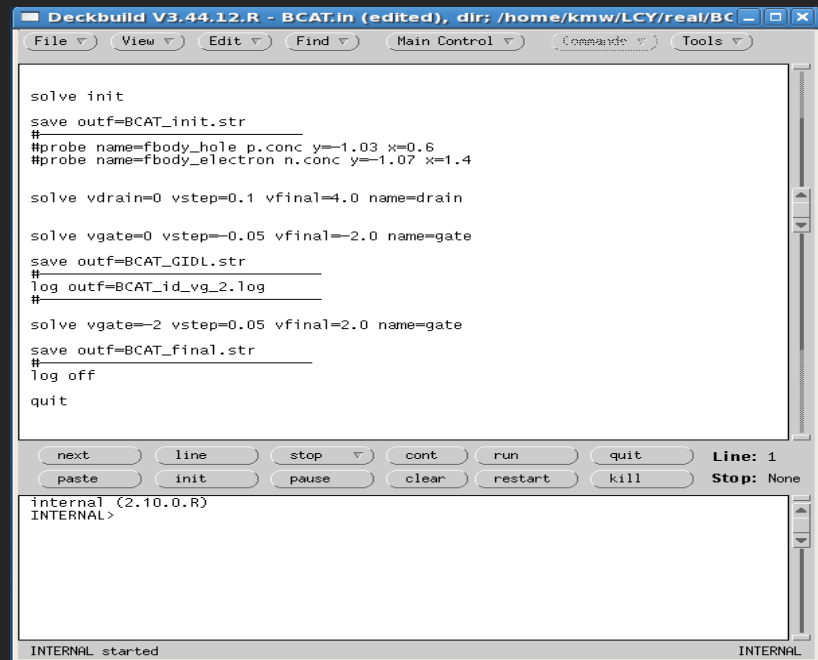 Deckbuild V3.44.12.R - BCAT.in (edited), dir; /home/kmw/LCY/real/BC
File View Edit Find Main Control Commands Tools
solve init
save outf=BCAT_init.str
#
#probe name=fbody_hole p.conc y=-1.03 x=0.6
#probe name=fbody_electron n.conc y=-1.07 x=1.4
solve vdrain=0 vstep=0.1 vfinal=4.0 name=drain
solve vgate=0 vstep=-0.05 vfinal=-2.0 name=gate
save outf=BCAT_GIDL.str
#
log outf=BCAT_id_vg_2.log
#
solve vgate=-2 vstep=0.05 vfinal=2.0 name=gate
save outf=BCAT_final.str
#
log off
quit
next line stop cont run quit Line: 1
paste init pause clear restart kill Stop: None
internal (2.10.0.R)
INTERNAL>
INTERNAL started INTERNAL